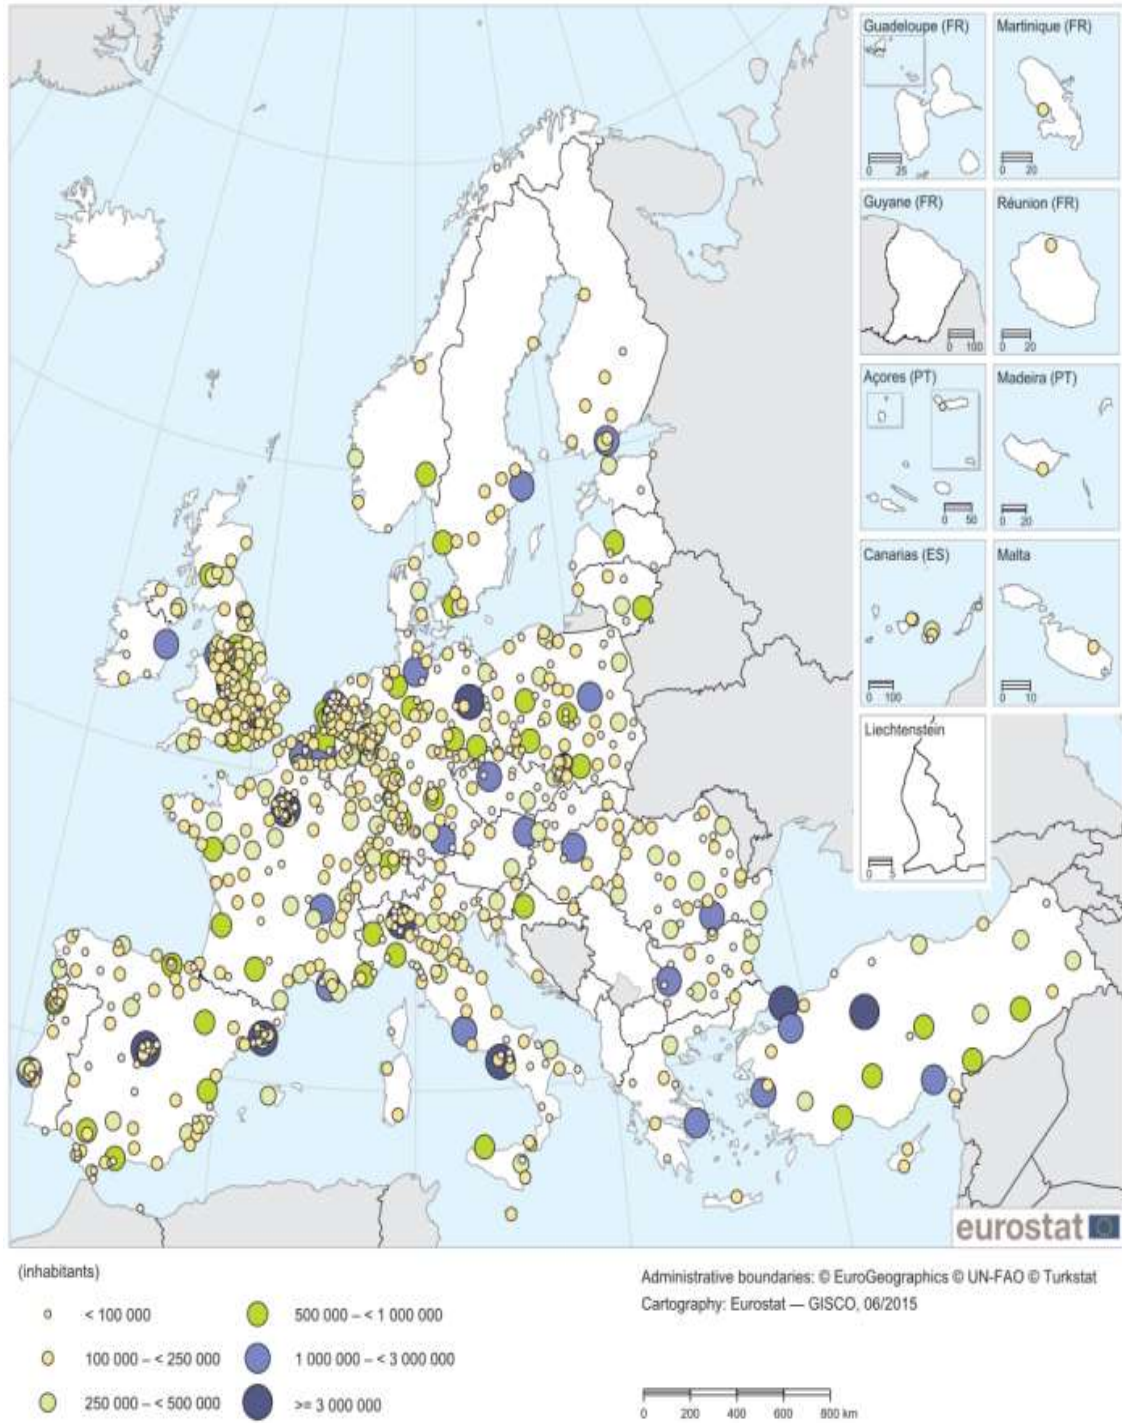 Guadeloupe (FR)
Martinique (FR)
0 25
0 20
Guyane (FR)
Réunion (FR)
0 100
0 20
Açores (PT)
Madeira (PT)
0 50
0 20
Canarias (ES)
Malta
0 100
0 10
Liechtenstein
0 5
eurostat
(inhabitants)
< 100 000
500 000 – < 1 000 000
100 000 – < 250 000
1 000 000 – < 3 000 000
250 000 – < 500 000
>= 3 000 000
Administrative boundaries: © EuroGeographics © UN-FAO © Turkstat
Cartography: Eurostat — GISCO, 06/2015
0 200 400 600 800 km